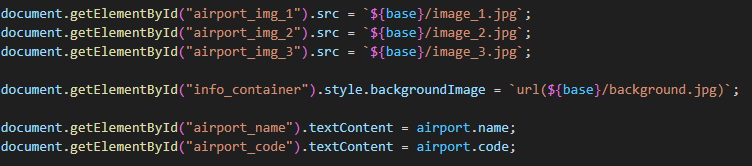 document.getElementById("airport_img_1").src = `${base}/image_1.jpg`;
document.getElementById("airport_img_2").src = `${base}/image_2.jpg`;
document.getElementById("airport_img_3").src = `${base}/image_3.jpg`;
document.getElementById("info_container").style.backgroundImage = `url(${base}/background.jpg)`;
document.getElementById("airport_name").textContent = airport.name;
document.getElementById("airport_code").textContent = airport.code;